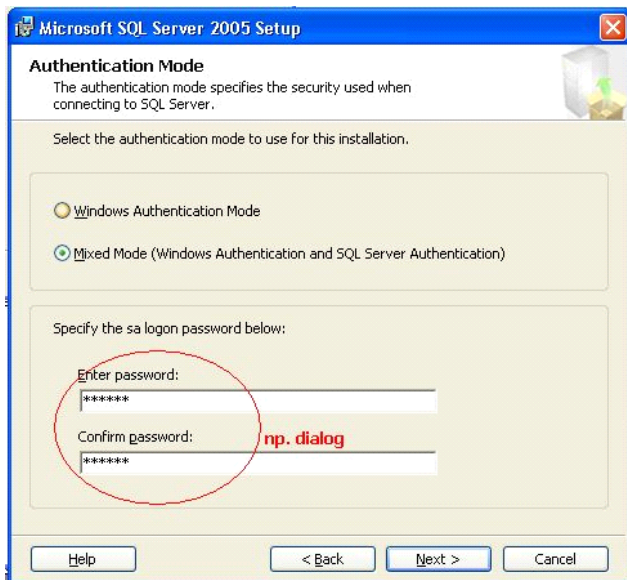 Microsoft SQL Server 2005 Setup
Authentication Mode
The authentication mode specifies the security used when
connecting to SQL Server.
Select the authentication mode to use for this installation.
Windows Authentication Mode
Mixed Mode (Windows Authentication and SQL Server Authentication)
Specify the sa logon password below:
Enter password:
******
Confirm password:
np. dialog
******
Help
< Back
Next >
Cancel